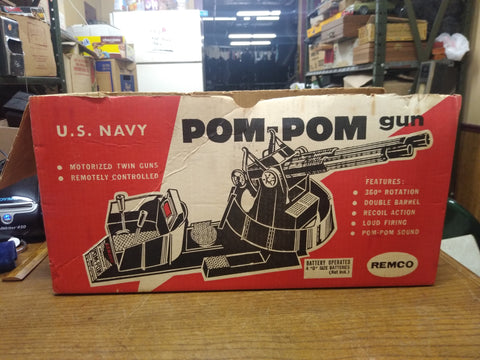 U.S. NAVY
POM-POM gun
• MOTORIZED TWIN GUNS
• REMOTELY CONTROLLED
FEATURES:
• 360° ROTATION
• DOUBLE BARREL
• RECOIL ACTION
• LOUD FIRING
• POM-POM SOUND
BATTERY OPERATED
4 "D" SIZE BATTERIES
(Not Incl.)
REMCO